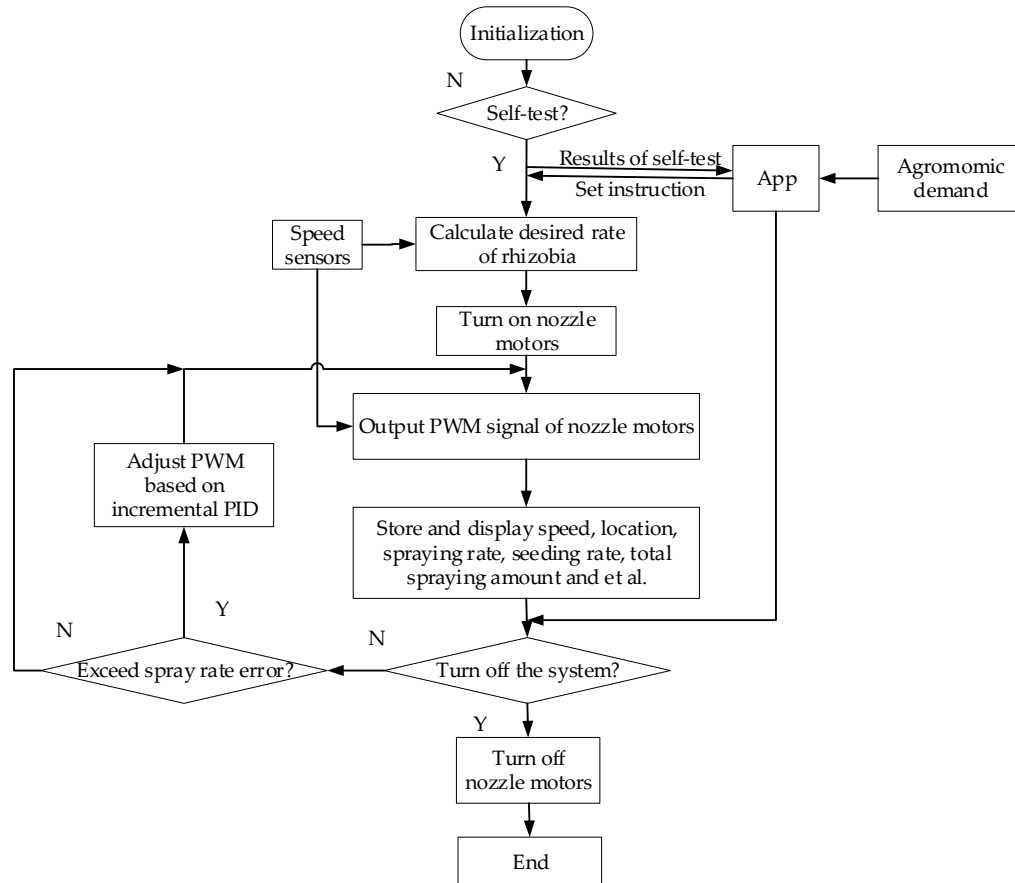 Initialization
N
Self-test?
Y
Results of self-test
Set instruction
App
Agromomic
demand
Speed
sensors
Calculate desired rate
of rhizobia
Turn on nozzle
motors
Output PWM signal of nozzle motors
Adjust PWM
based on
incremental PID
Store and display speed, location,
spraying rate, seeding rate, total
spraying amount and et al.
Y
N
N
Exceed spray rate error?
Turn off the system?
Y
Turn off
nozzle motors
End